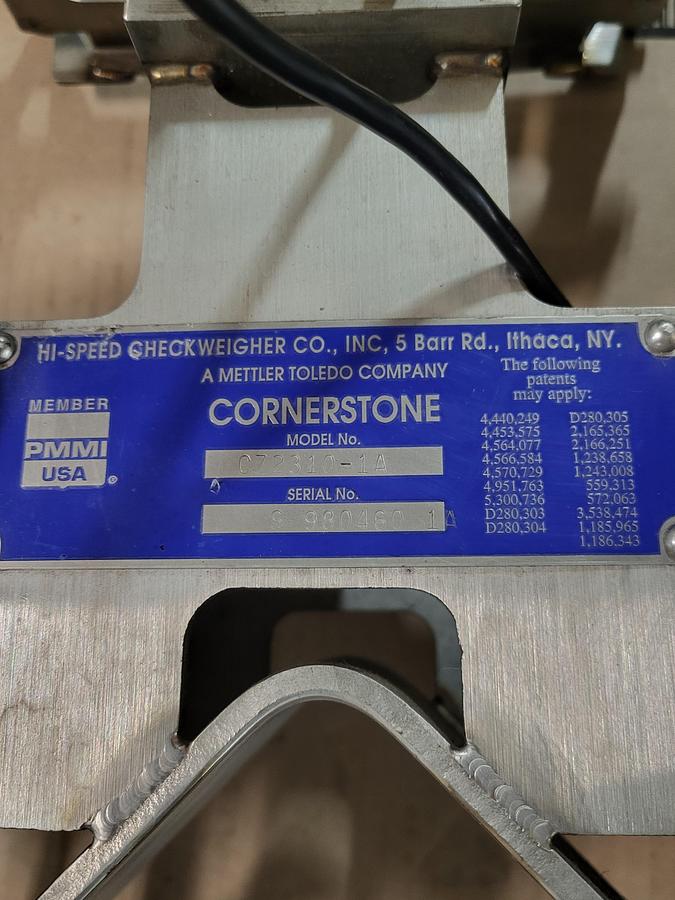 HI-SPEED CHECKWEIGHER CO., INC, 5 Barr Rd., Ithaca, NY.
A METTLER TOLEDO COMPANY
CORNERSTONE
MODEL No.
CZ2310-1A
SERIAL No.
S 980460 1A
MEMBER
PMMI
USA
®
The following
patents
may apply:
4,440,249 D280,305
4,453,575 2,165,365
4,564,077 2,166,251
4,566,584 1,238,658
4,570,729 1,243,008
4,951,763 559,313
5,300,736 572,063
D280,303 3,538,474
D280,304 1,185,965
1,186,343